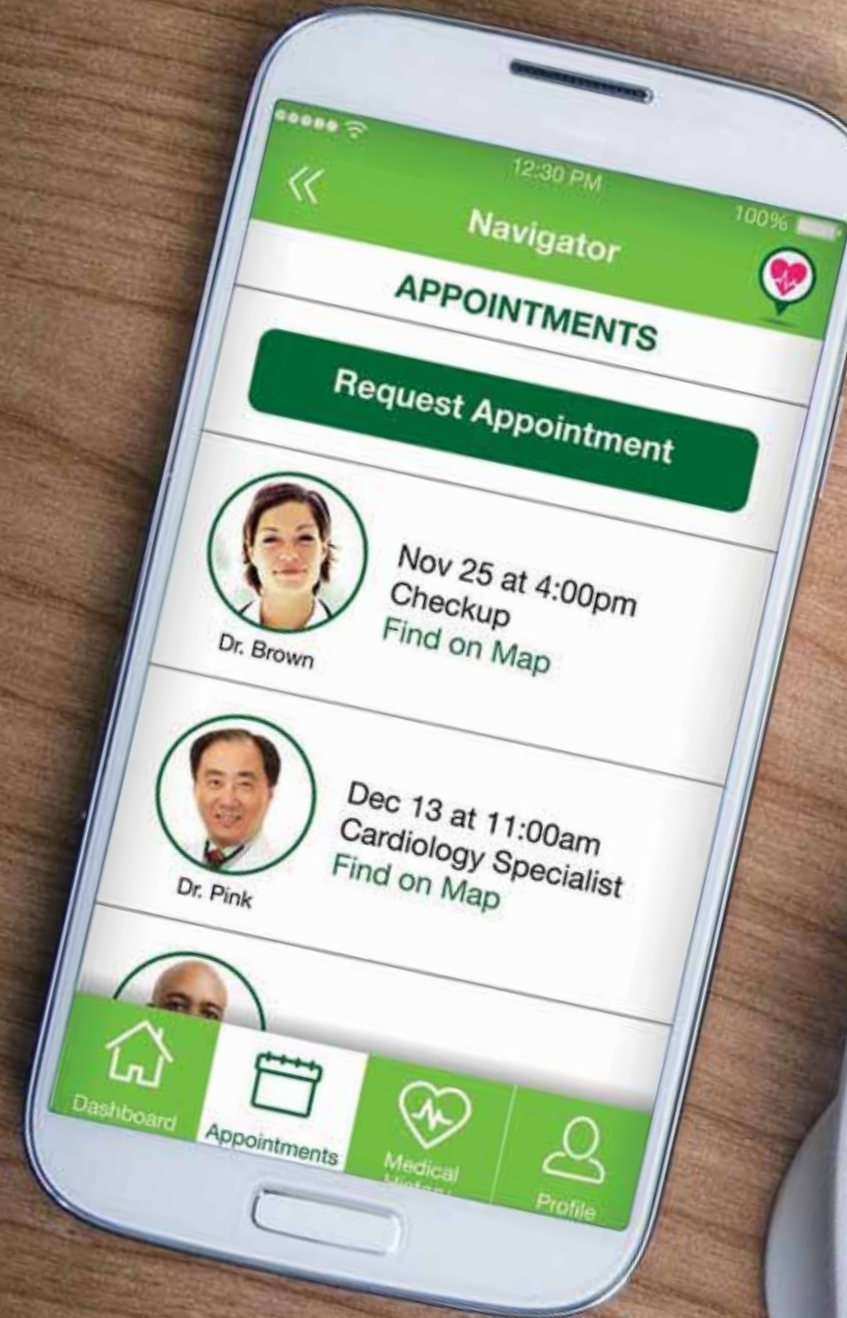 12:30 PM
100%
Navigator
APPOINTMENTS
Request Appointment
Nov 25 at 4:00pm
Checkup
Find on Map
Dr. Brown
Dec 13 at 11:00am
Cardiology Specialist
Find on Map
Dr. Pink
Dashboard
Appointments
Medical
History
Profile